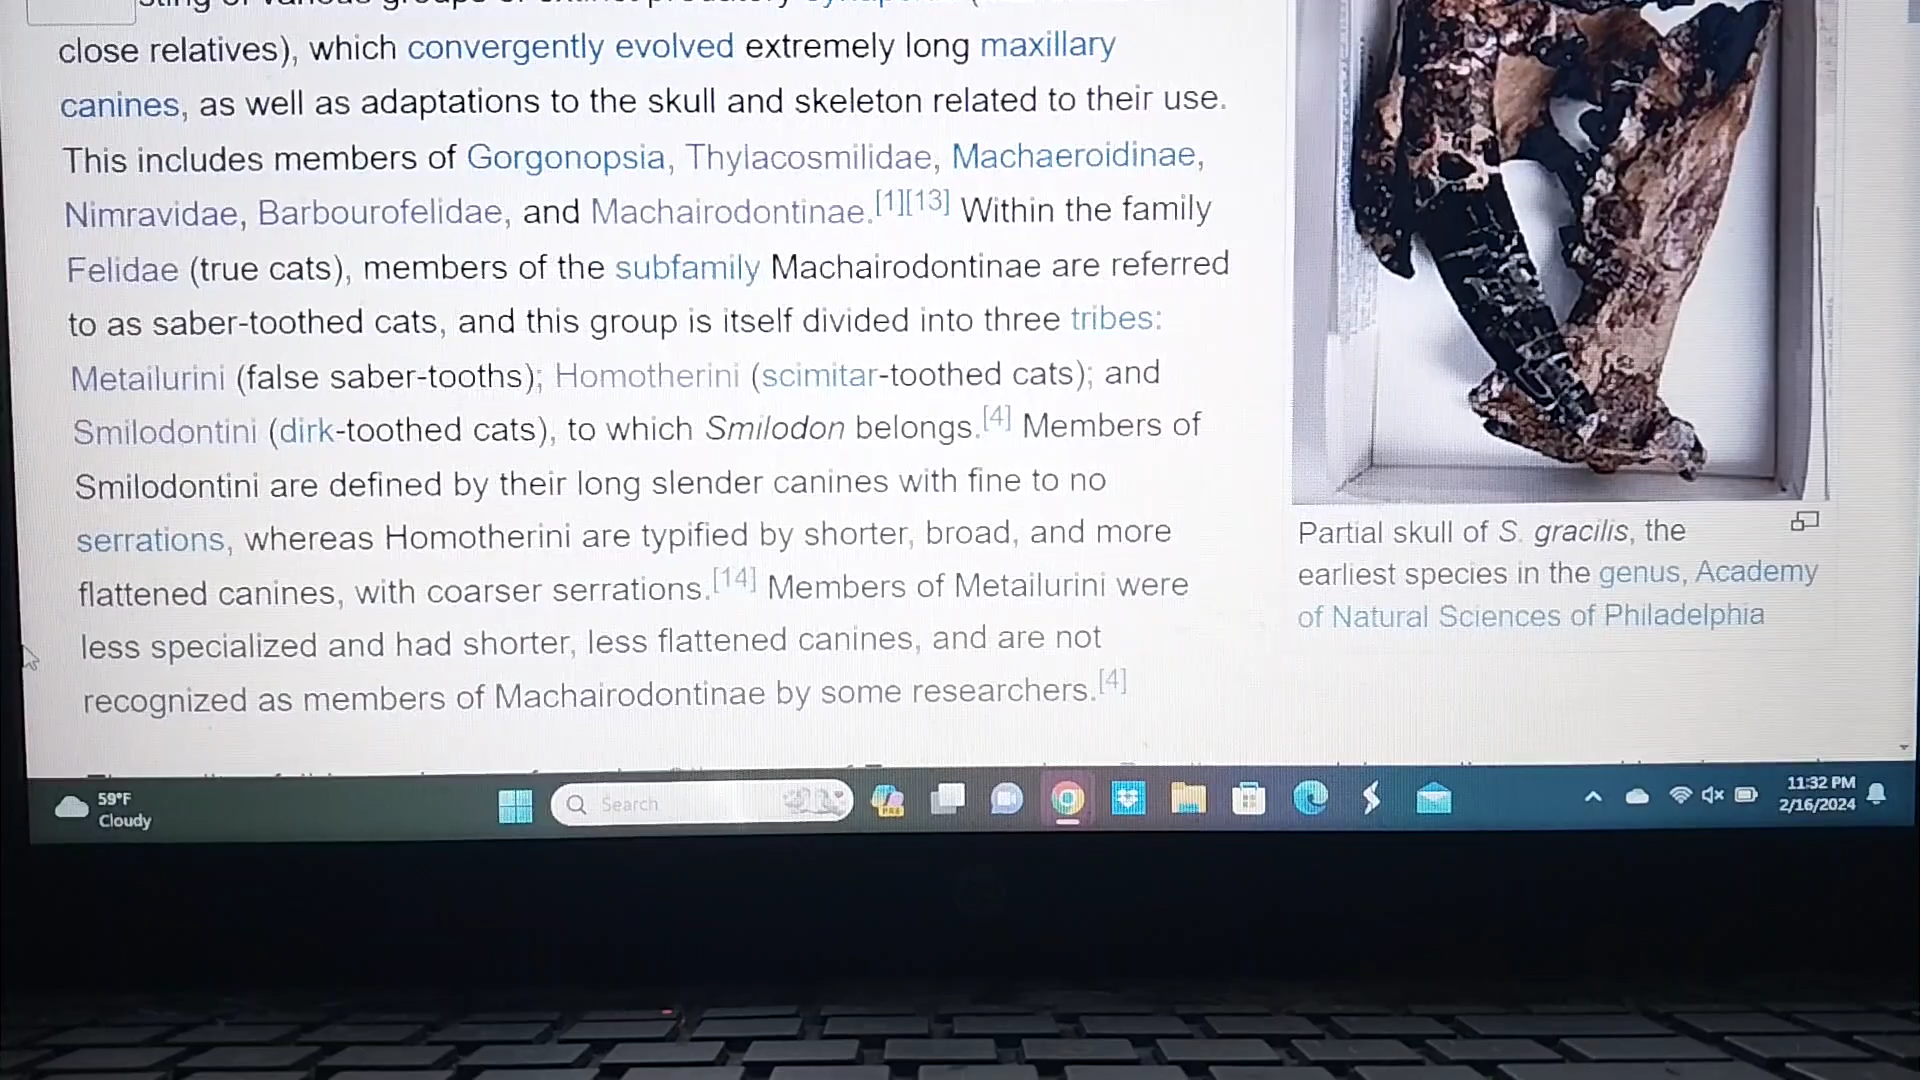 close relatives), which convergently evolved extremely long maxillary
canines, as well as adaptations to the skull and skeleton related to their use.
This includes members of Gorgonopsia, Thylacosmilidae, Machaeroidinae,
Nimravidae, Barbourofelidae, and Machairodontinae.[1][13] Within the family
Felidae (true cats), members of the subfamily Machairodontinae are referred
to as saber-toothed cats, and this group is itself divided into three tribes:
Metailurini (false saber-tooths); Homotherini (scimitar-toothed cats); and
Smilodontini (dirk-toothed cats), to which Smilodon belongs.[4] Members of
Smilodontini are defined by their long slender canines with fine to no
serrations, whereas Homotherini are typified by shorter, broad, and more
flattened canines, with coarser serrations.[14] Members of Metailurini were
less specialized and had shorter, less flattened canines, and are not
recognized as members of Machairodontinae by some researchers.[4]
Partial skull of S. gracilis, the
earliest species in the genus, Academy
of Natural Sciences of Philadelphia
59°F
Cloudy
Search
PRE
11:32 PM
2/16/2024